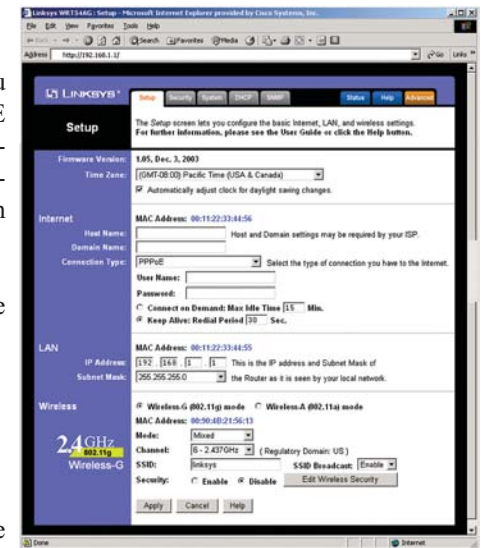 Linksys WRT54AG : Setup - Microsoft Internet Explorer provided by Cisco Systems, Inc.
File Edit View Favorites Tools Help
Search Favorites Media
Address http://192.168.1.1/ Go Links
LINKSYS®
Setup Security System DHCP SNMP Status Help Advanced
Setup
The Setup screen lets you configure the basic Internet, LAN, and wireless settings.
For further information, please see the User Guide or click the Help button.
Firmware Version: 1.05, Dec. 3, 2003
Time Zone: (GMT-08:00) Pacific Time (USA & Canada)
Automatically adjust clock for daylight saving changes.
Internet MAC Address: 00:11:22:33:44:56
Host Name: Host and Domain settings may be required by your ISP.
Domain Name:
Connection Type: PPPoE Select the type of connection you have to the Internet.
User Name:
Password:
Connect on Demand: Max Idle Time 15 Min.
Keep Alive: Redial Period 30 Sec.
LAN MAC Address: 00:11:22:33:44:55
IP Address: 192 . 168 . 1 . 1 This is the IP address and Subnet Mask of
Subnet Mask: 255.255.255.0 the Router as it is seen by your local network.
Wireless Wireless-G (802.11g) mode Wireless-A (802.11a) mode
MAC Address: 00:90:4B:21:56:13
Mode: Mixed
2.4GHz
802.11g
Wireless-G
Channel: 6 - 2.437GHz ( Regulatory Domain: US )
SSID: linksys SSID Broadcast: Enable
Security: Enable Disable Edit Wireless Security
Apply Cancel Help
Done Internet